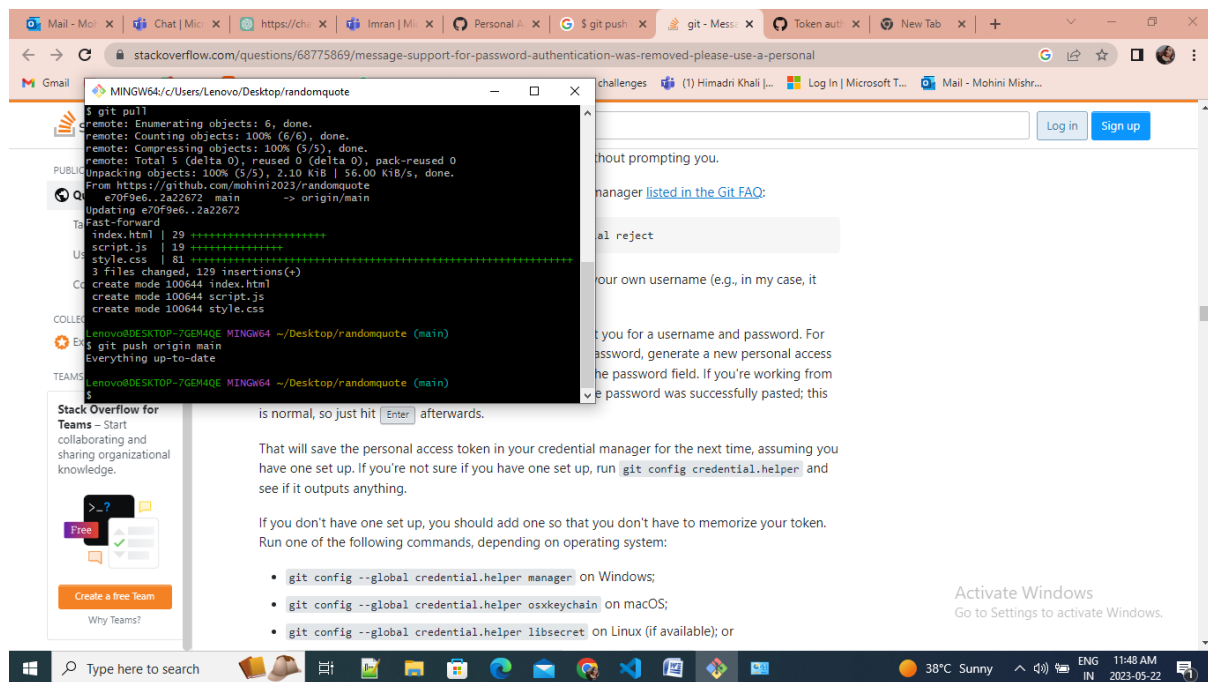 Mail - Moh
Chat | Mic
https://cha
Imran | Mic
Personal A
$ git push
git - Messa
Token auth
New Tab
stackoverflow.com/questions/68775869/message-support-for-password-authentication-was-removed-please-use-a-personal
Gmail
challenges
(1) Himadri Khali |...
Log In | Microsoft T...
Mail - Mohini Mishr...
MINGW64:/c/Users/Lenovo/Desktop/randomquote
$ git pull
remote: Enumerating objects: 6, done.
remote: Counting objects: 100% (6/6), done.
remote: Compressing objects: 100% (5/5), done.
remote: Total 5 (delta 0), reused 0 (delta 0), pack-reused 0
Unpacking objects: 100% (5/5), 2.10 KiB | 56.00 KiB/s, done.
From https://github.com/mohini2023/randomquote
e70f9e6..2a22672 main -> origin/main
Updating e70f9e6..2a22672
Fast-forward
index.html | 29 +++++++++++++++++++++++
script.js | 19 +++++++++++++++
style.css | 81 +++++++++++++++++++++++++++++++++++++++++++++++++++++++++++++++++
3 files changed, 129 insertions(+)
create mode 100644 index.html
create mode 100644 script.js
create mode 100644 style.css
Lenovo@DESKTOP-7GEM4QE MINGW64 ~/Desktop/randomquote (main)
$ git push origin main
Everything up-to-date
Lenovo@DESKTOP-7GEM4QE MINGW64 ~/Desktop/randomquote (main)
$
Log in
Sign up
PUBLIC
COLLEC
TEAMS
Stack Overflow for
Teams – Start
collaborating and
sharing organizational
knowledge.
>_?
Free
Create a free Team
Why Teams?
thout prompting you.
manager listed in the Git FAQ:
al reject
your own username (e.g., in my case, it
t you for a username and password. For
assword, generate a new personal access
he password field. If you're working from
e password was successfully pasted; this
is normal, so just hit Enter afterwards.
That will save the personal access token in your credential manager for the next time, assuming you
have one set up. If you're not sure if you have one set up, run git config credential.helper and
see if it outputs anything.
If you don't have one set up, you should add one so that you don't have to memorize your token.
Run one of the following commands, depending on operating system:
• git config --global credential.helper manager on Windows;
• git config --global credential.helper osxkeychain on macOS;
• git config --global credential.helper libsecret on Linux (if available); or
Activate Windows
Go to Settings to activate Windows.
Type here to search
38°C Sunny
ENG
IN
11:48 AM
2023-05-22
1